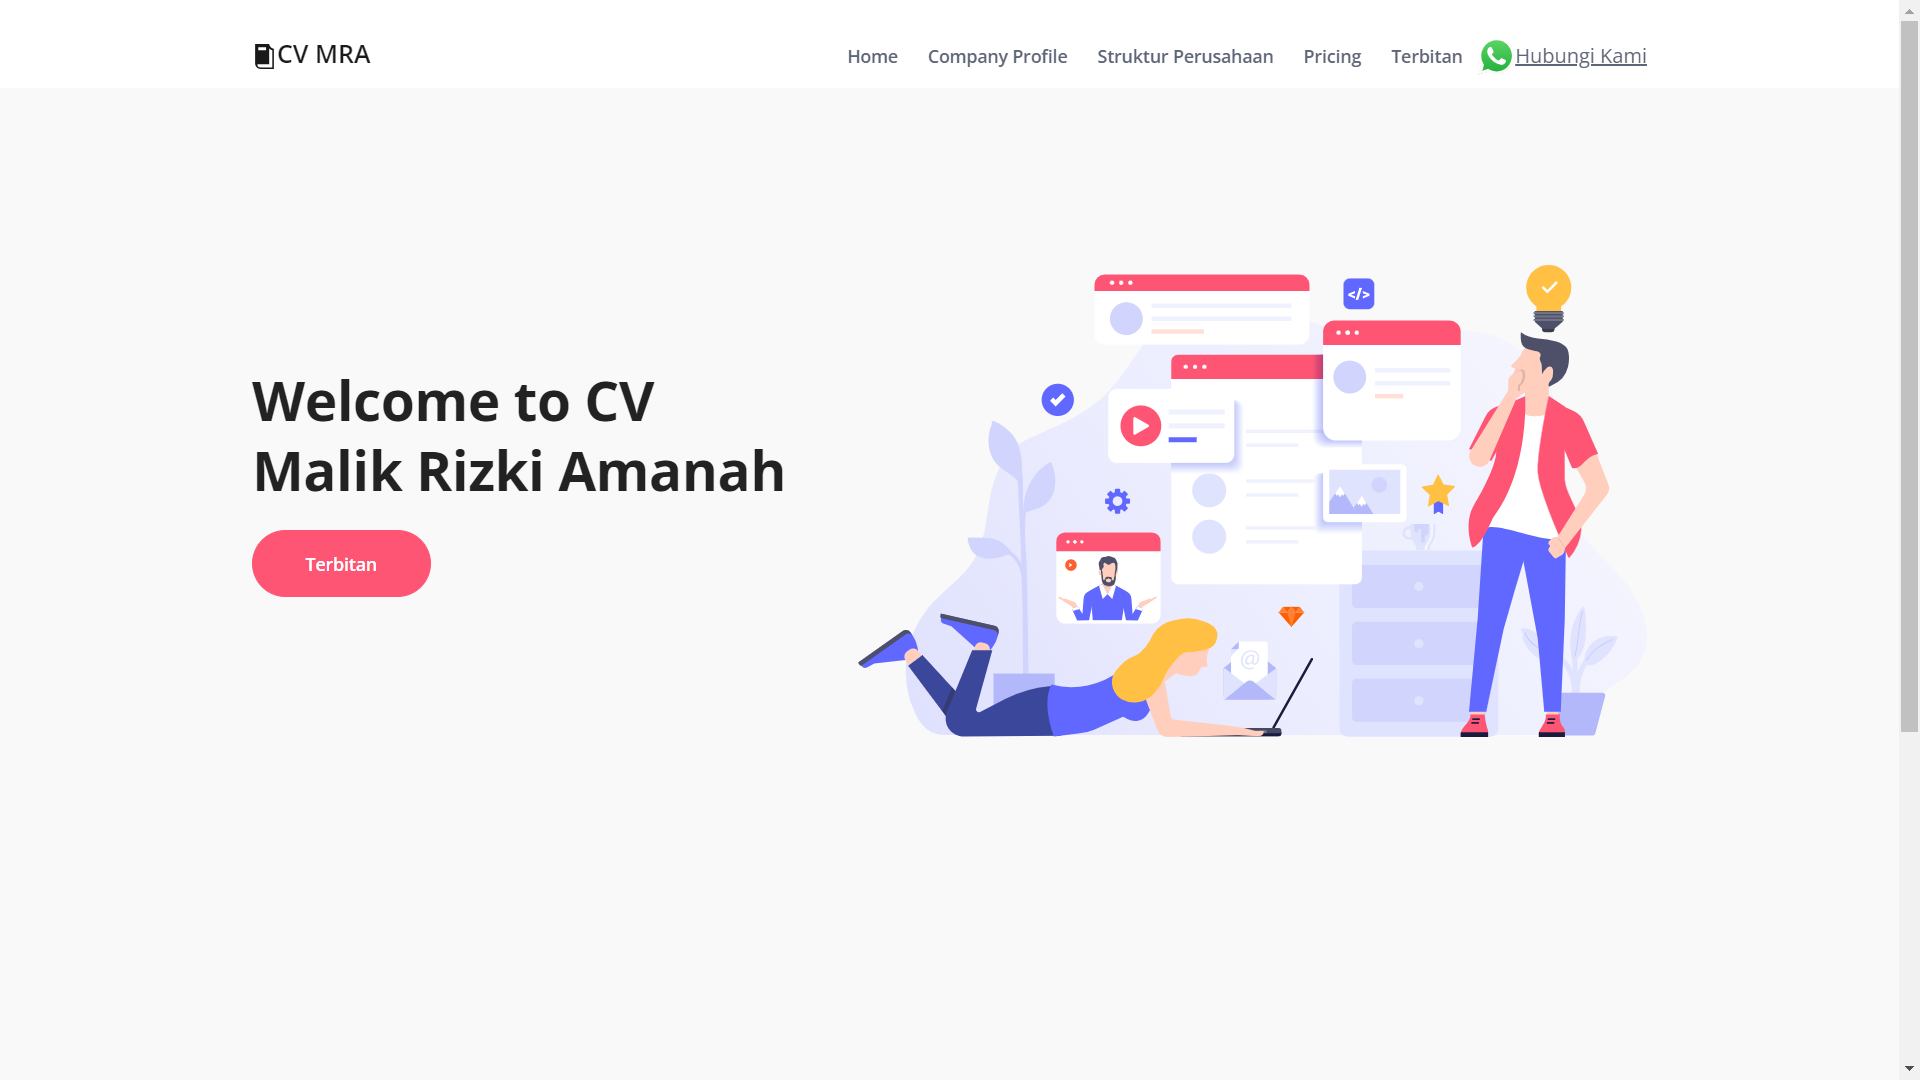 CV MRA
Home
Company Profile
Struktur Perusahaan
Pricing
Terbitan
Hubungi Kami
Welcome to CV
Malik Rizki Amanah
Terbitan
</>
@